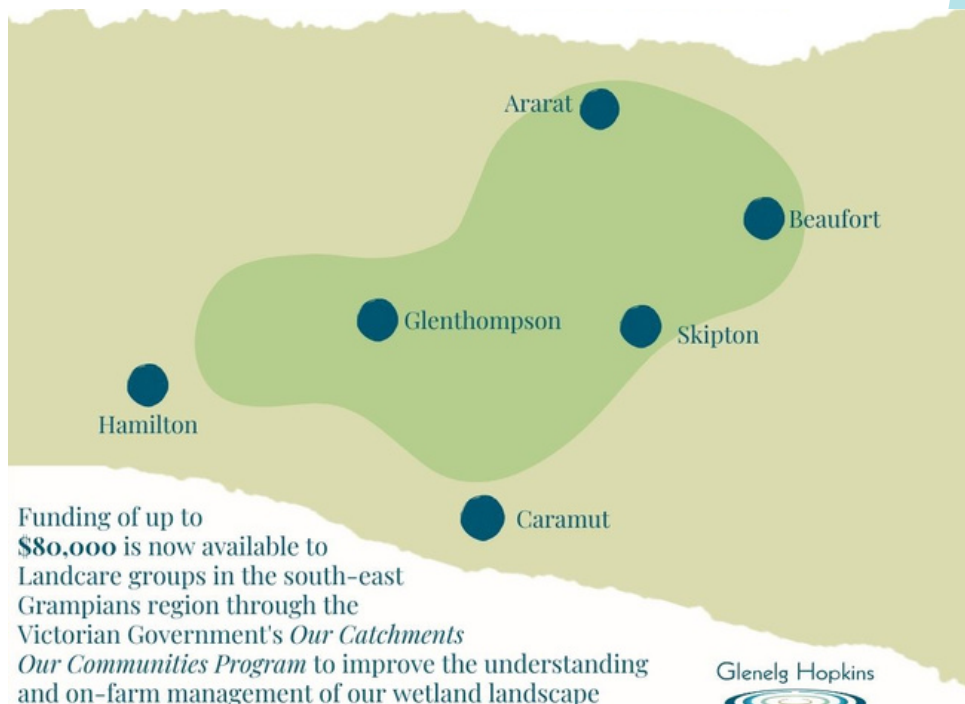 Ararat
Beaufort
Glenthompson
Skipton
Hamilton
Caramut
Funding of up to
$80,000 is now available to
Landcare groups in the south-east
Grampians region through the
Victorian Government's Our Catchments
Our Communities Program to improve the understanding
and on-farm management of our wetland landscape
Glenelg Hopkins